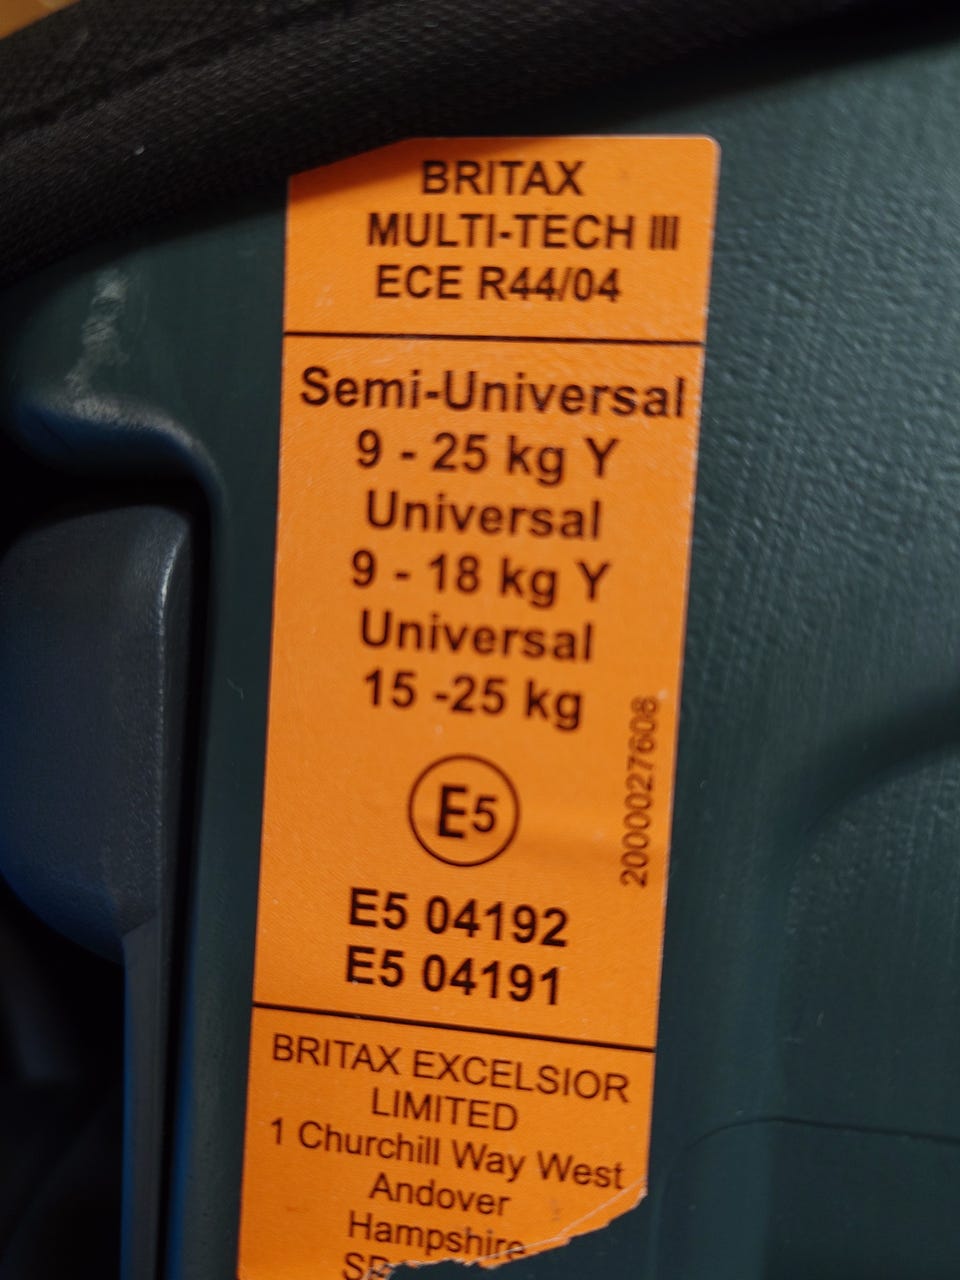 BRITAX
MULTI-TECH III
ECE R44/04
Semi-Universal
9 - 25 kg Y
Universal
9 - 18 kg Y
Universal
15 -25 kg
2000027608
E5
E5 04192
E5 04191
BRITAX EXCELSIOR
LIMITED
1 Churchill Way West
Andover
Hampshire